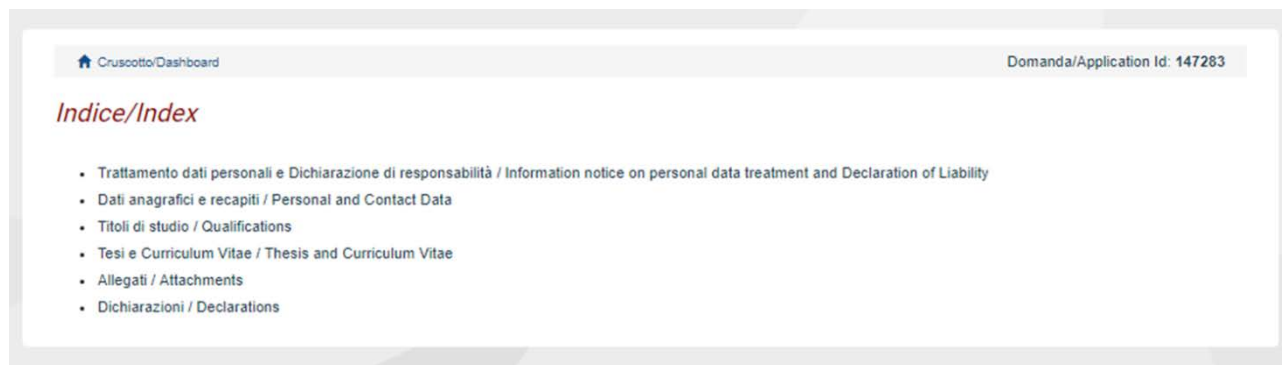 Cruscotto/Dashboard
Domanda/Application Id: 147283
Indice/Index
Trattamento dati personali e Dichiarazione di responsabilità / Information notice on personal data treatment and Declaration of Liability
Dati anagrafici e recapiti / Personal and Contact Data
Titoli di studio / Qualifications
Tesi e Curriculum Vitae / Thesis and Curriculum Vitae
Allegati / Attachments
Dichiarazioni / Declarations